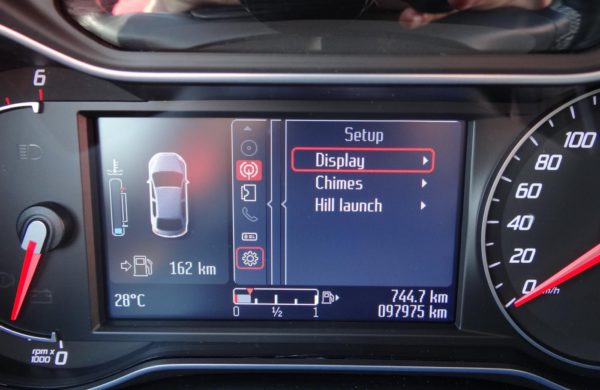 6
Setup
Display
Chimes
Hill launch
162 km
28°C
0 ½ 1
744.7 km
097975 km
rpm x
1000
0
100
80
60
40
20
0
km/h